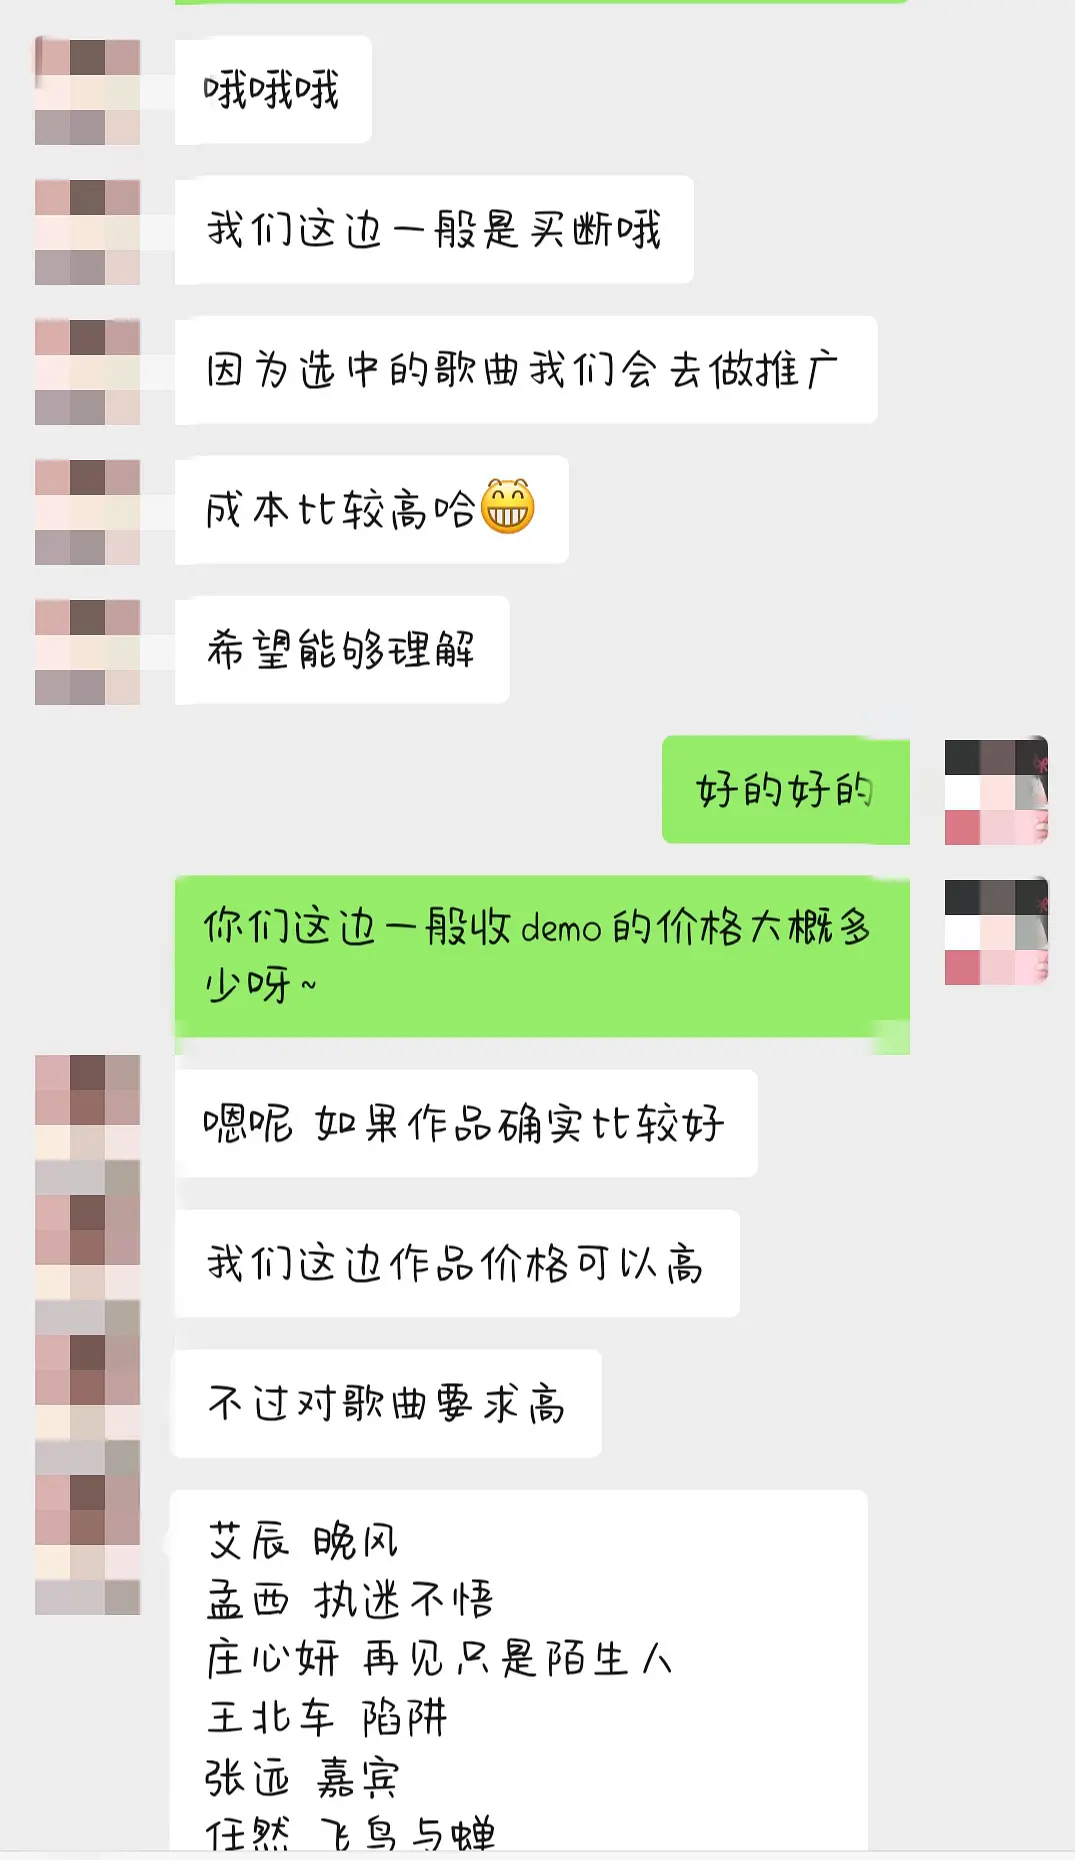 哦哦哦
我们这边一般是买断哦
因为选中的歌曲我们会去做推广
成本比较高哈
希望能够理解
好的好的
你们这边一般收demo的价格大概多
少呀~
嗯呢 如果作品确实比较好
我们这边作品价格可以高
不过对歌曲要求高
艾辰 晚风
孟西 执迷不悟
庄心妍 再见只是陌生人
王北车 陷阱
张远 嘉宾
任然 飞鸟与蝉